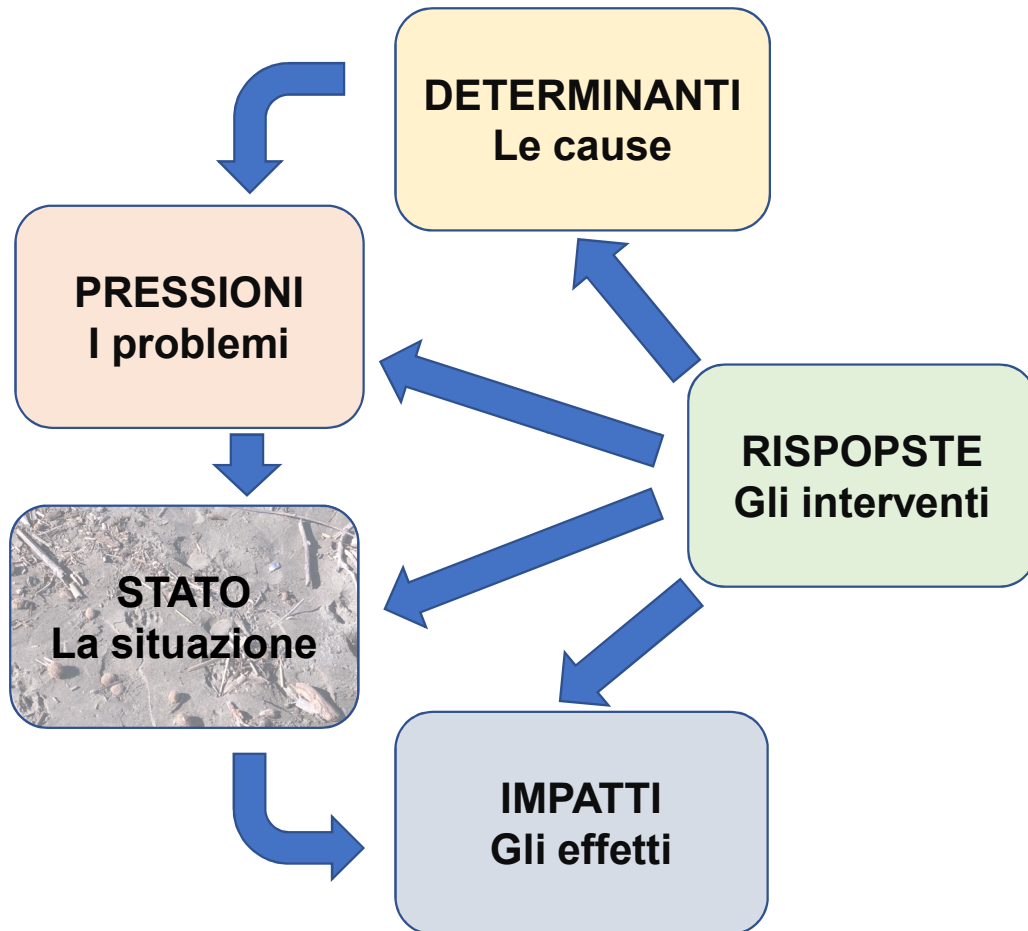 DETERMINANTI
Le cause
PRESSIONI
I problemi
RISPOPSTE
Gli interventi
STATO
La situazione
IMPATTI
Gli effetti